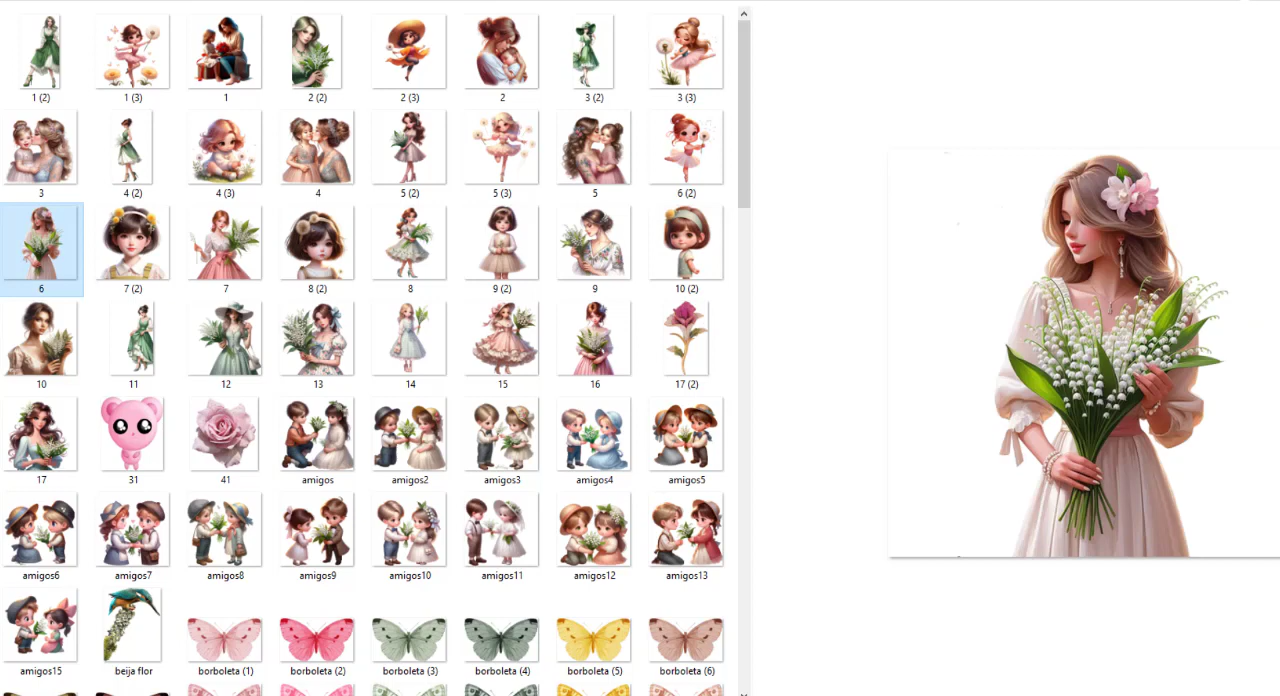 1 (2) 1 (3) 1 2 (2) 2 (3) 2 3 (2) 3 (3)
3 4 (2) 4 (3) 4 5 (2) 5 (3) 5 6 (2)
6 7 (2) 7 8 (2) 8 9 (2) 9 10 (2)
10 11 12 13 14 15 16 17 (2)
17 31 41 amigos amigos2 amigos3 amigos4 amigos5
amigos6 amigos7 amigos8 amigos9 amigos10 amigos11 amigos12 amigos13
amigos15 beija flor borboleta (1) borboleta (2) borboleta (3) borboleta (4) borboleta (5) borboleta (6)